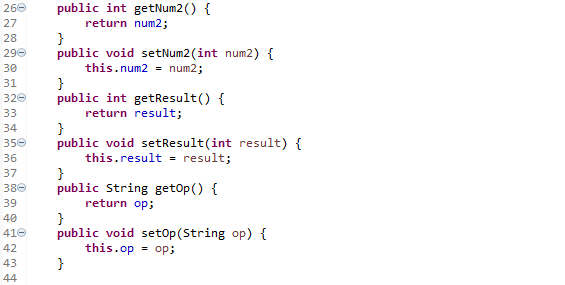 26 public int getNum2() {
27 return num2;
28 }
29 public void setNum2(int num2) {
30 this.num2 = num2;
31 }
32 public int getResult() {
33 return result;
34 }
35 public void setResult(int result) {
36 this.result = result;
37 }
38 public String getOp() {
39 return op;
40 }
41 public void setOp(String op) {
42 this.op = op;
43 }
44